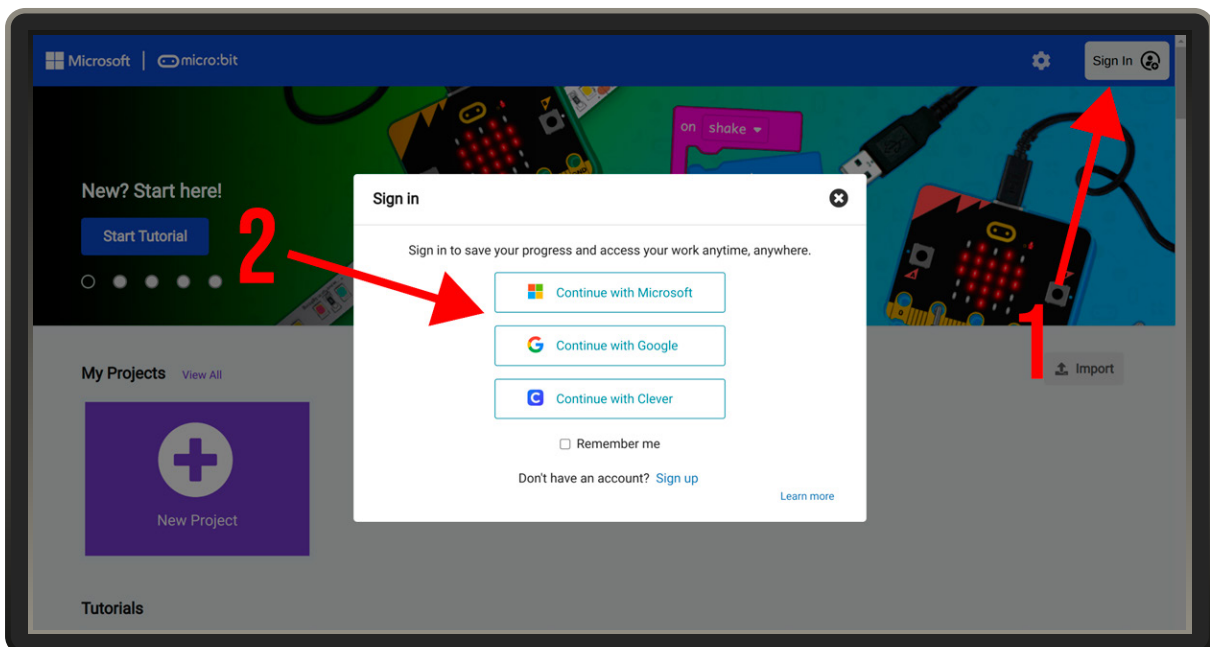 Microsoft | micro:bit
Sign In
on shake
New? Start here!
Start Tutorial
2
1
Sign in
Sign in to save your progress and access your work anytime, anywhere.
Continue with Microsoft
Continue with Google
Continue with Clever
Remember me
Don't have an account? Sign up
Learn more
My Projects View All
Import
New Project
Tutorials